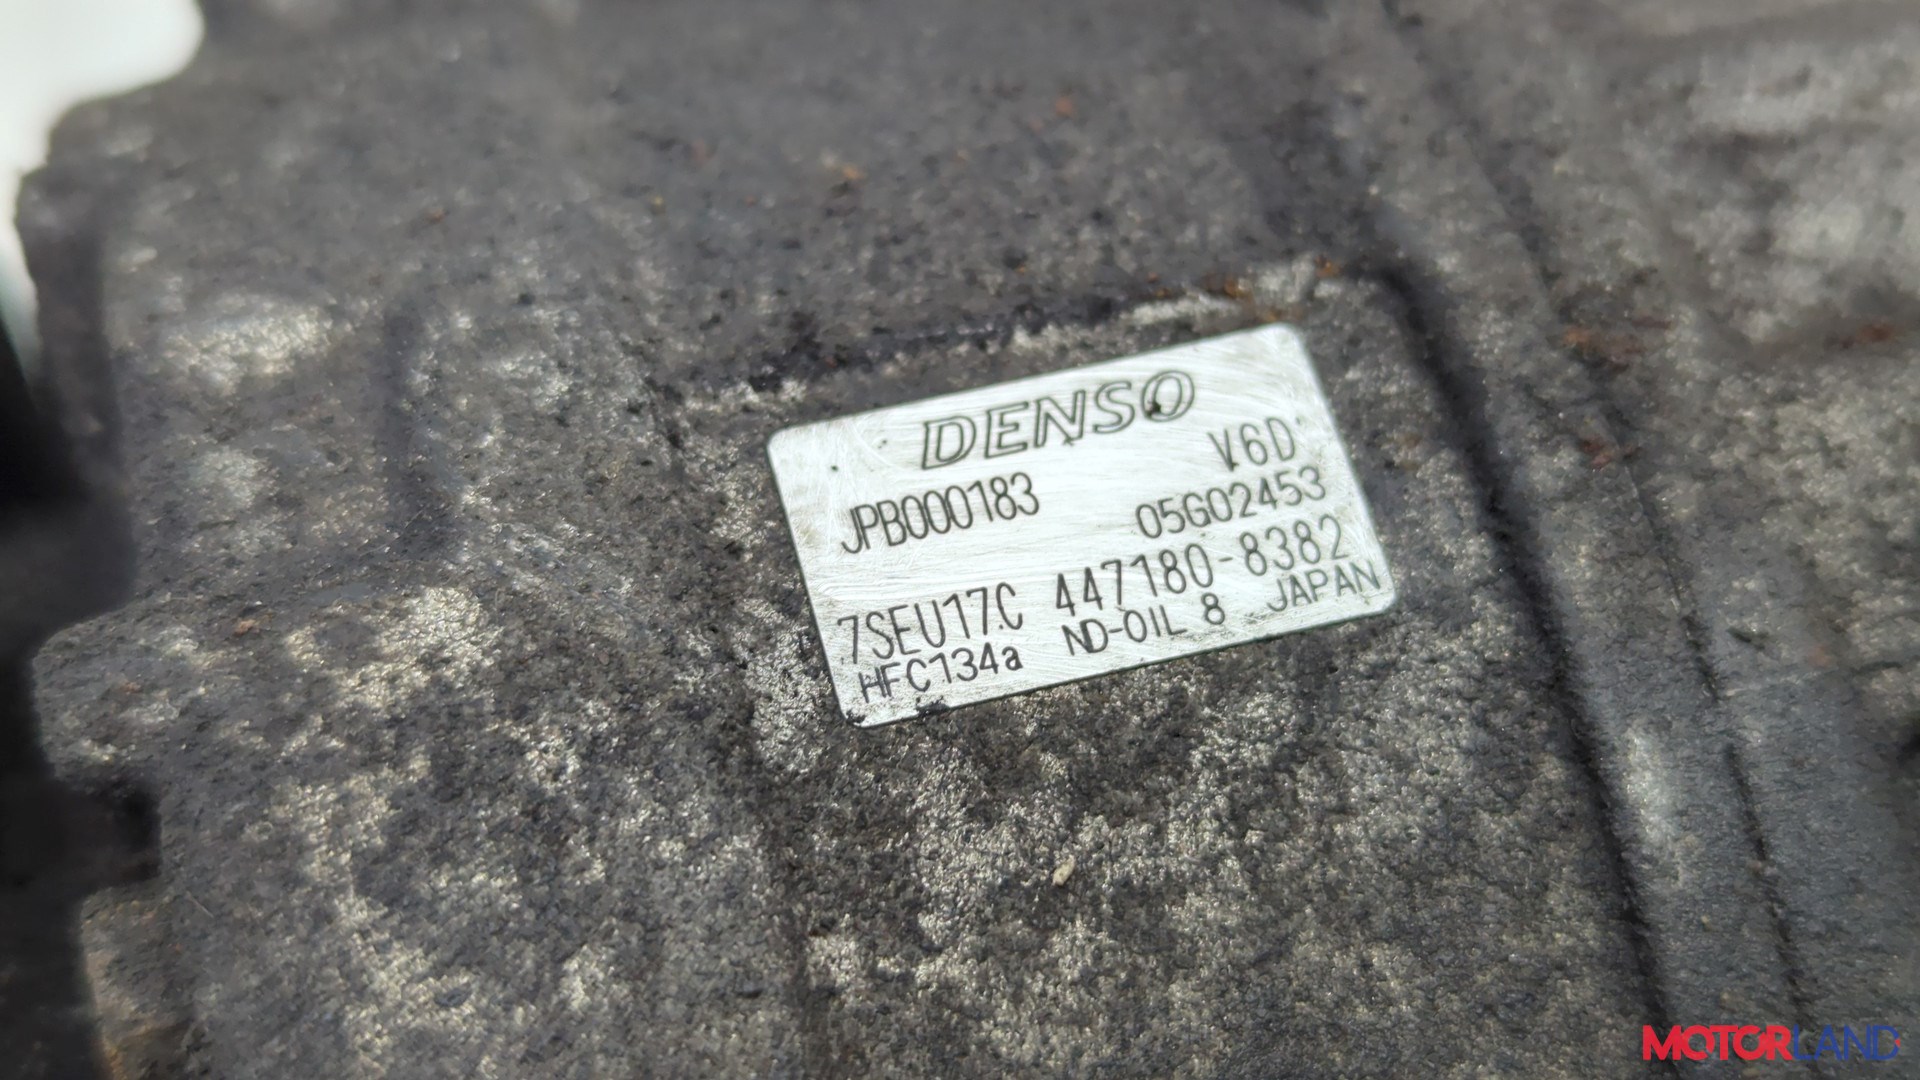 DENSO
V6D
JPB000183 05G02453
7SEU17C 447180-8382
HFC134a ND-OIL 8 JAPAN
MOTORLAND